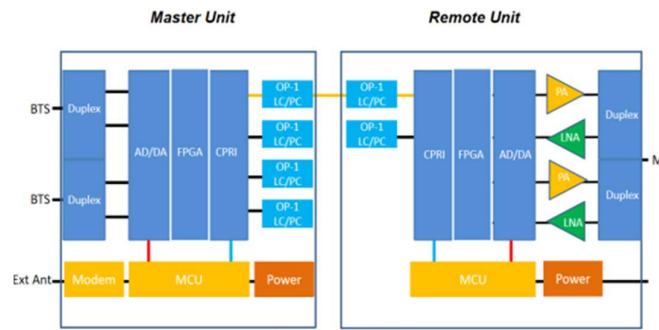 Master Unit
Remote Unit
BTS
Duplex
AD/DA
FPGA
CPRI
OP-1
LC/PC
OP-1
LC/PC
OP-1
LC/PC
OP-1
LC/PC
BTS
Duplex
Ext Ant
Modem
MCU
Power
OP-1
LC/PC
OP-1
LC/PC
CPRI
FPGA
AD/DA
PA
LNA
PA
LNA
Duplex
Duplex
M
MCU
Power